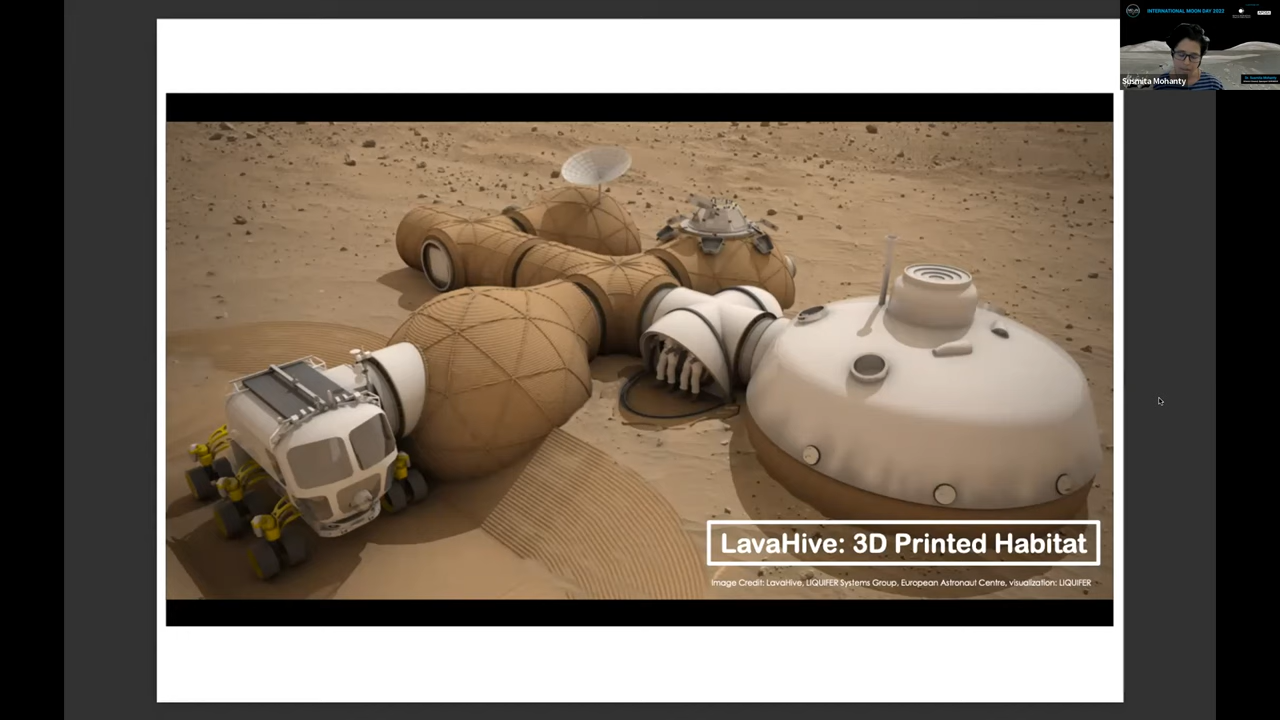 INTERNATIONAL MOON DAY 2022
Susmita Mohanty
LavaHive: 3D Printed Habitat
Image Credit: LavaHive, LIQUIFER Systems Group, European Astronaut Centre, visualization: LIQUIFER